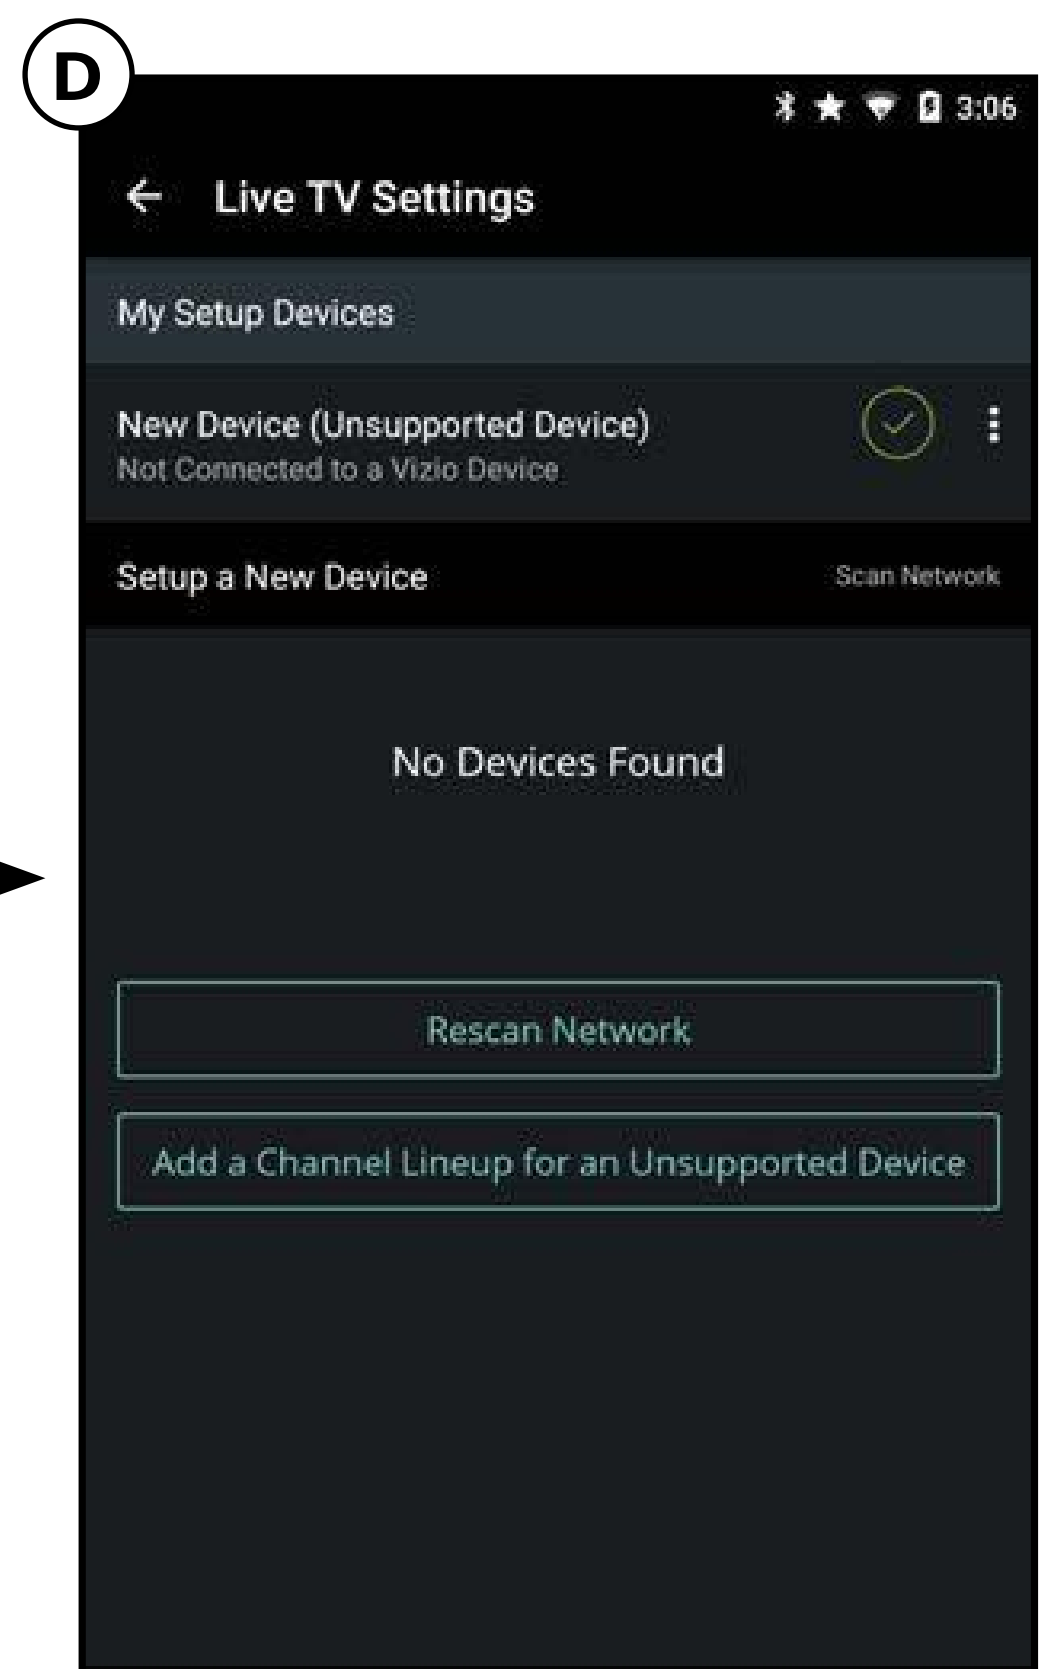 D
3:06
Live TV Settings
My Setup Devices
New Device (Unsupported Device)
Not Connected to a Vizio Device
Setup a New Device Scan Network
No Devices Found
Rescan Network
Add a Channel Lineup for an Unsupported Device